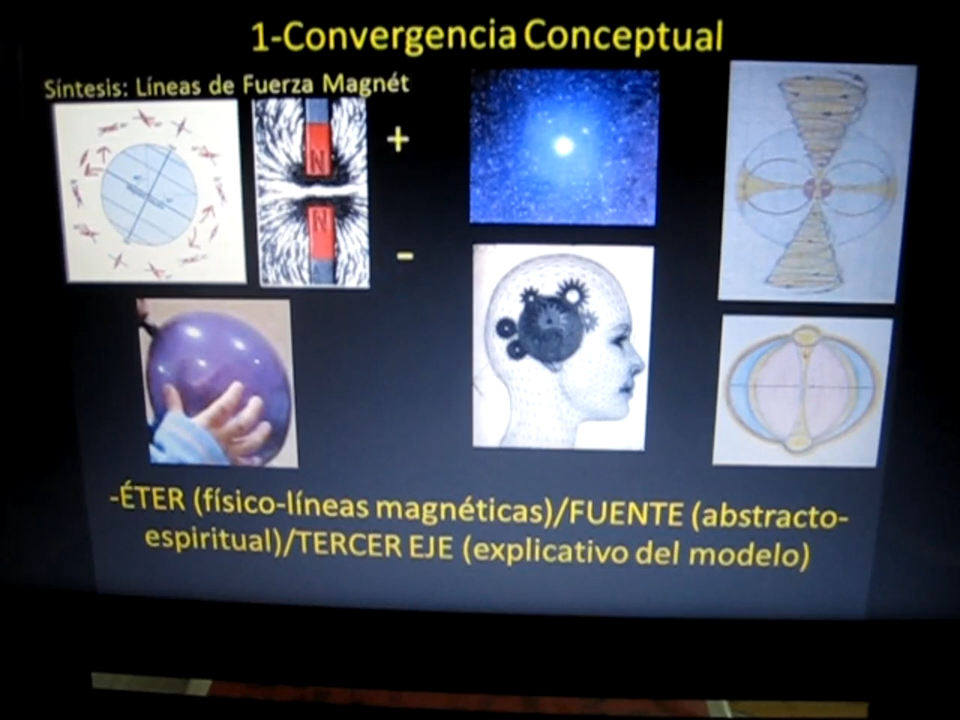 1-Convergencia Conceptual
Síntesis: Líneas de Fuerza Magnét
+
N
N
-
-ÉTER (físico-líneas magnéticas)/FUENTE (abstracto-
espiritual)/TERCER EJE (explicativo del modelo)